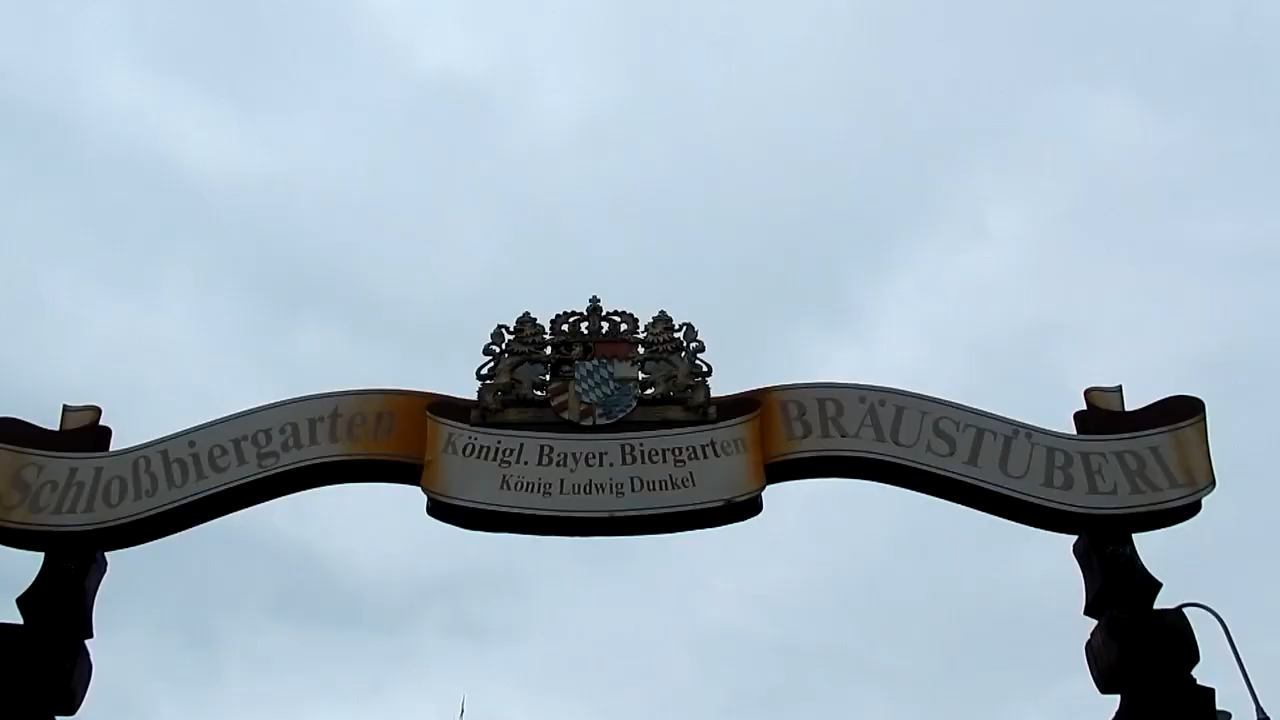 Schloßbiergarten
Königl. Bayer. Biergarten
König Ludwig Dunkel
BRÄUSTÜBERL